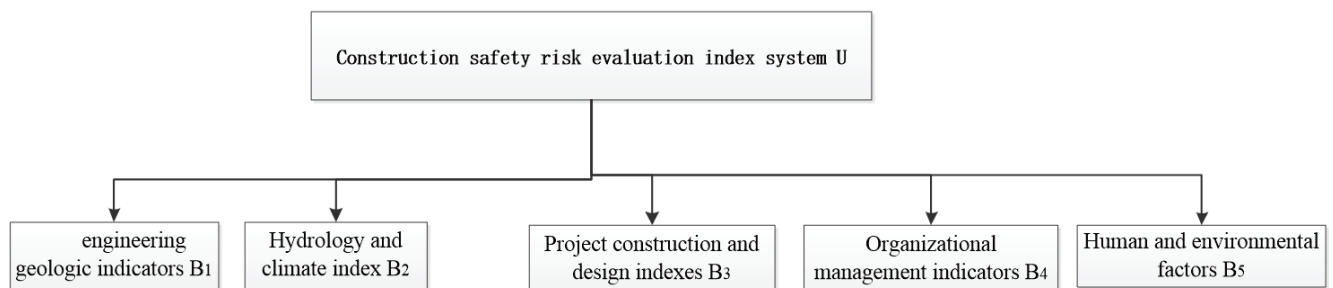 Construction safety risk evaluation index system U
engineering
geologic indicators B1
Hydrology and
climate index B2
Project construction and
design indexes B3
Organizational
management indicators B4
Human and environmental
factors B5